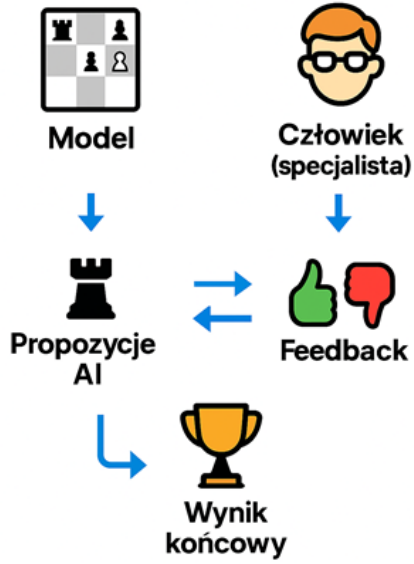 Model
Człowiek
(specjalista)
Propozycje
AI
Feedback
Wynik
końcowy